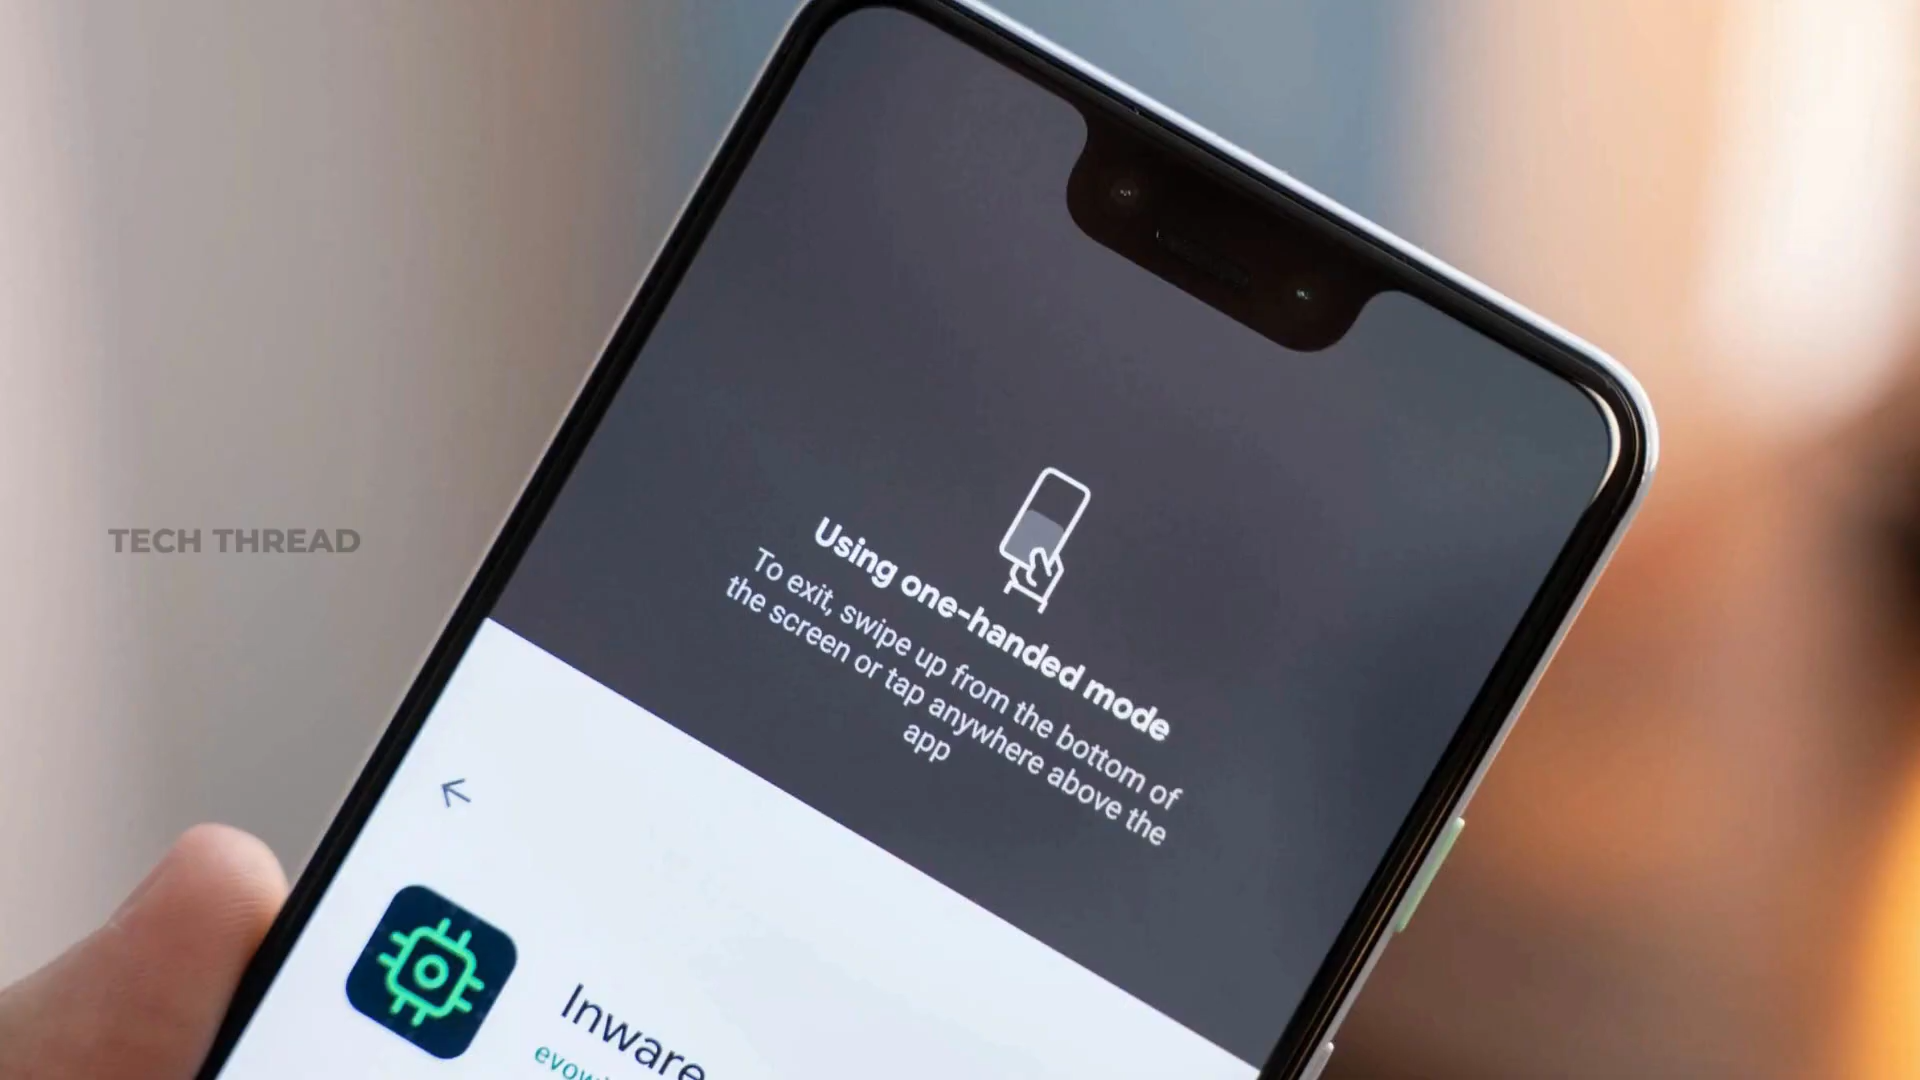 TECH THREAD
Using one-handed mode
To exit, swipe up from the bottom of
the screen or tap anywhere above the
app
Inware